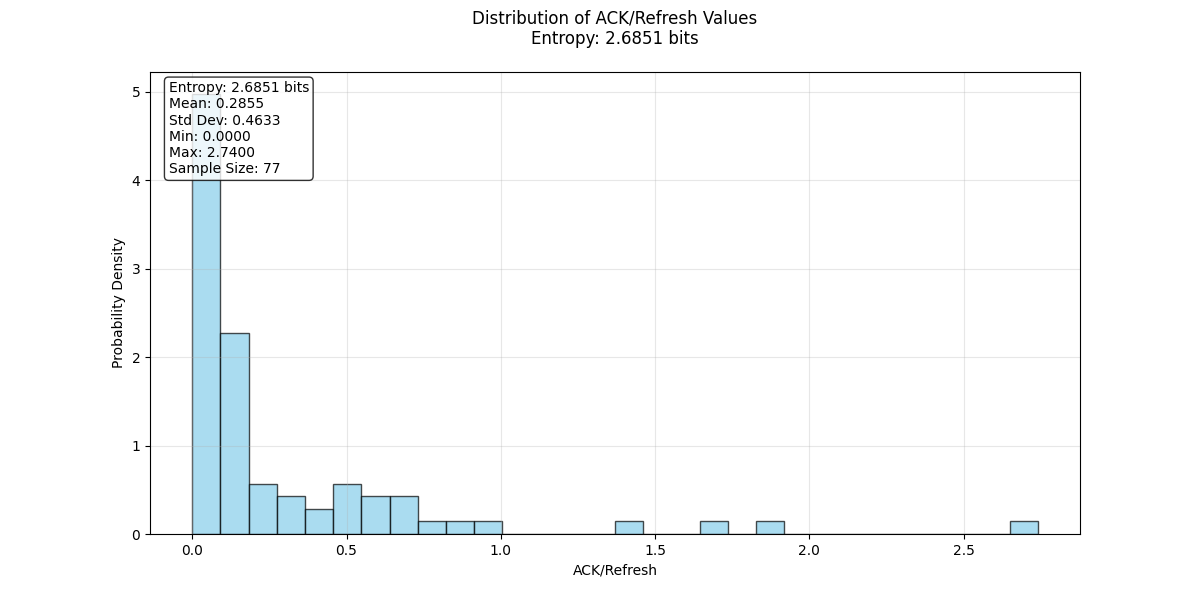 Distribution of ACK/Refresh Values
Entropy: 2.6851 bits
Entropy: 2.6851 bits
Mean: 0.2855
Std Dev: 0.4633
Min: 0.0000
Max: 2.7400
Sample Size: 77
Probability Density
5
4
3
2
1
0
0.0 0.5 1.0 1.5 2.0 2.5
ACK/Refresh